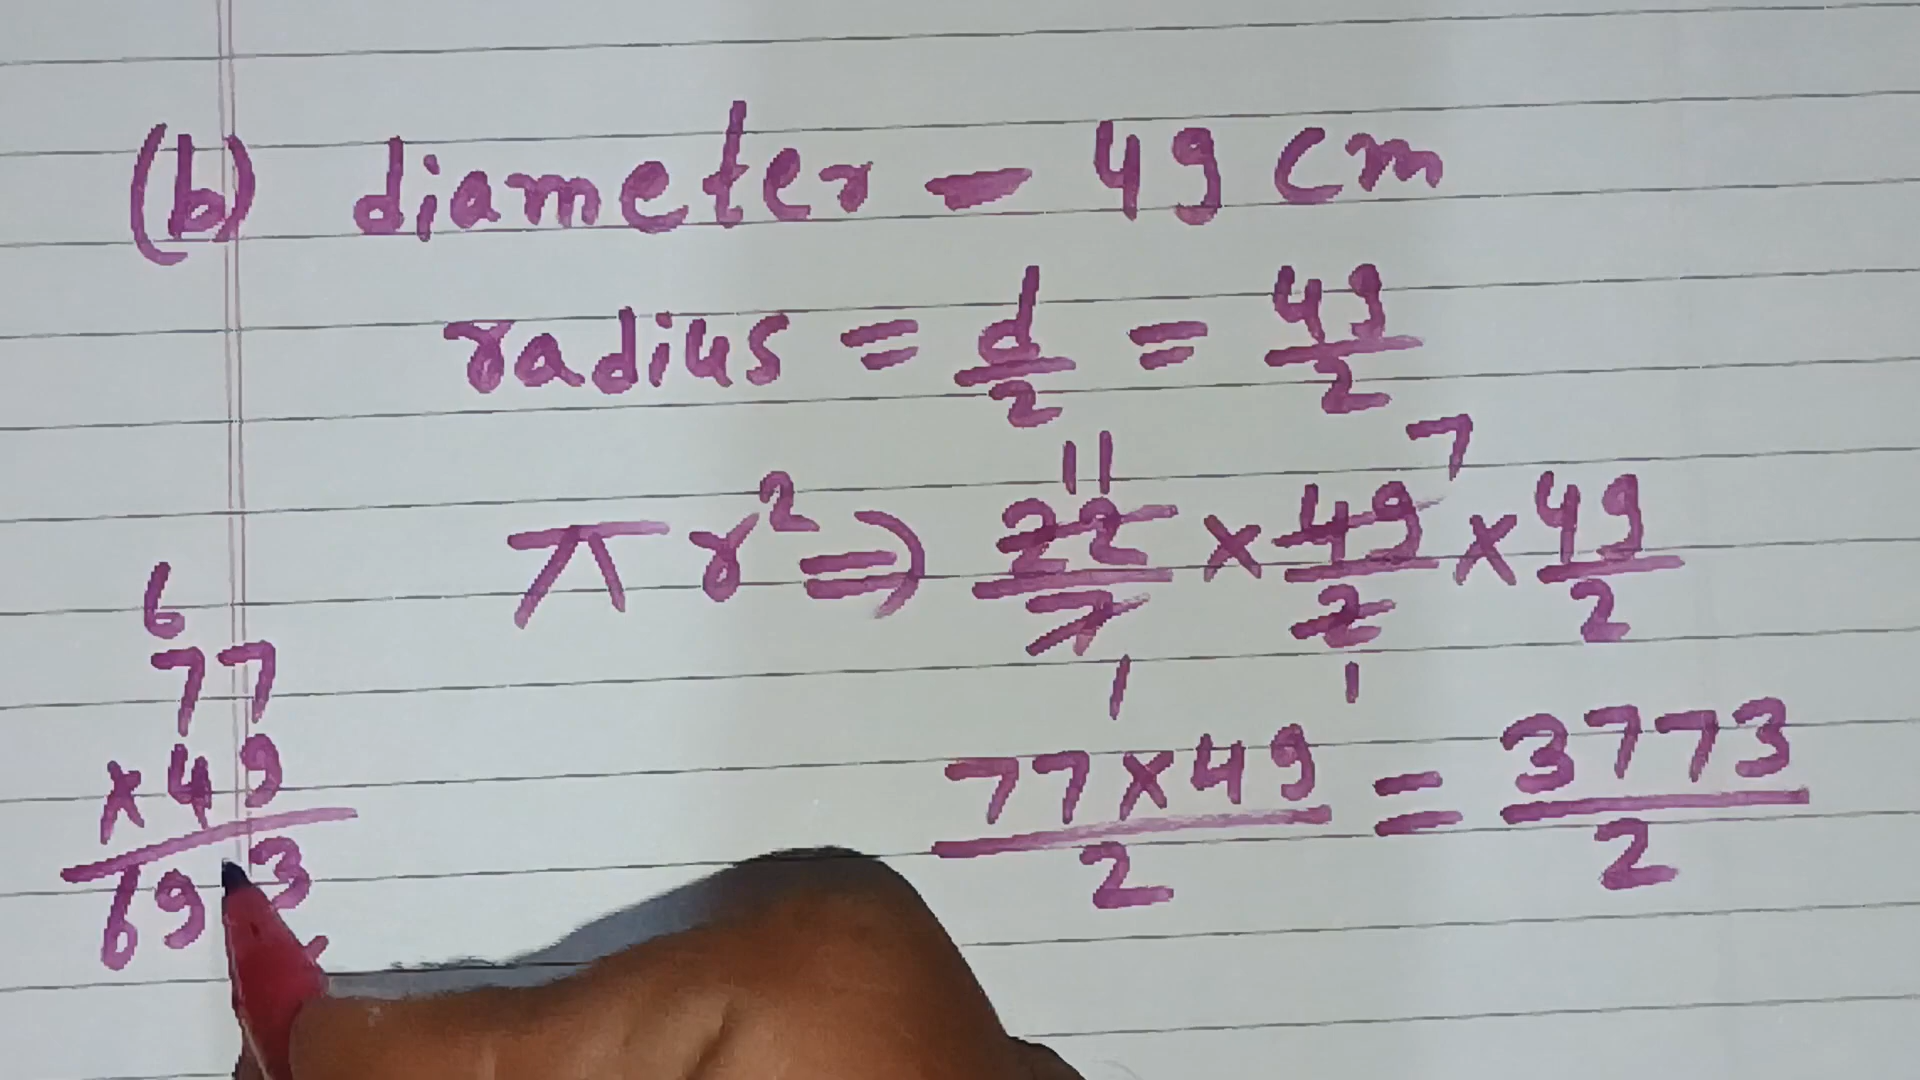 (b) diameter - 49 cm
radius = d/2 = 49/2
11 7
πr² ⇒ 22/7 × 49/2 × 49/2
1 1
77×49/2 = 3773/2
6
77
×49
693
×